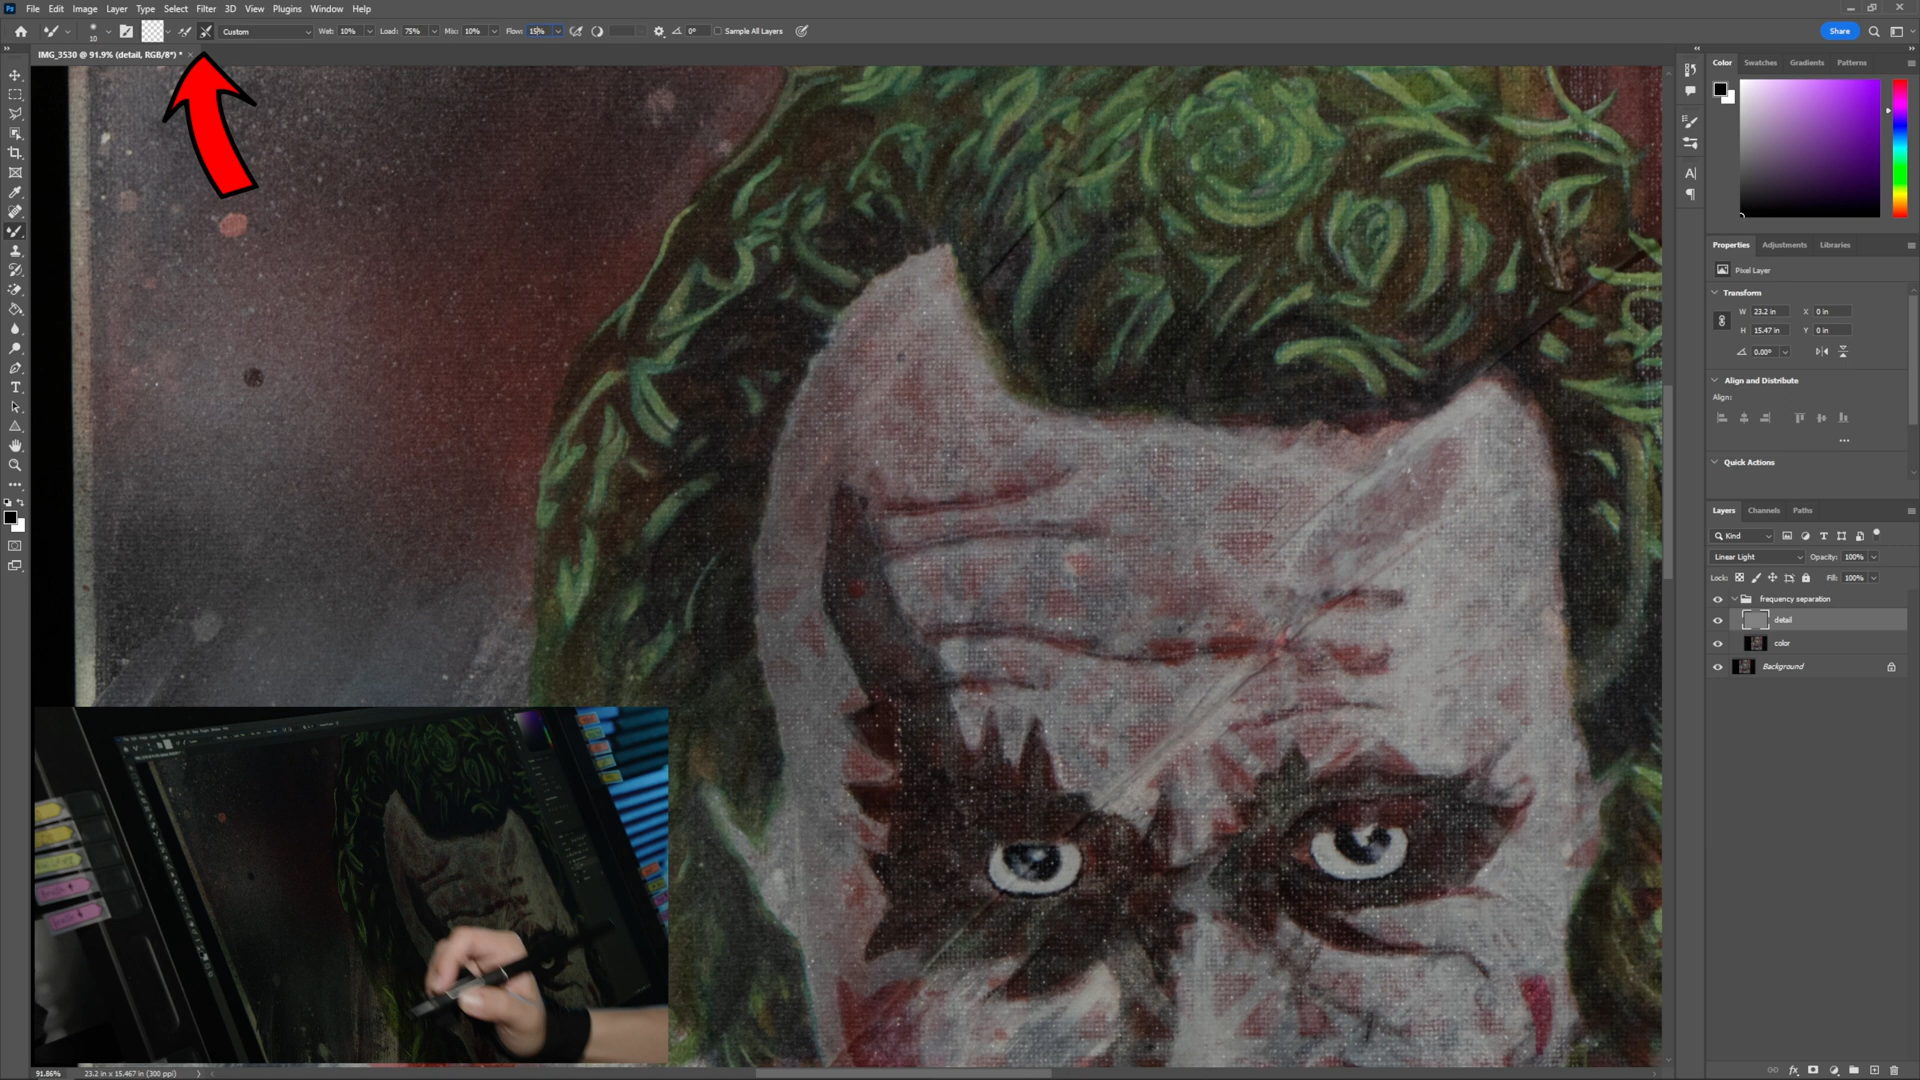 Ps File Edit Image Layer Type Select Filter 3D View Plugins Window
10 Custom Wet: 10% Load: 75% Mix: 10% Flow: 15% 0° Sample All Layers Share
IMG_3530 @ 91.9% (detail, RGB/8*) * ×
Color Swatches Gradients Patterns
Properties Adjustments Libraries
Pixel Layer
Transform
W 23.2 in X 0 in
H 15.47 in Y 0 in
0.00°
Align and Distribute
Align:
Quick Actions
Layers Channels Paths
Kind
Linear Light Opacity: 100%
Lock: Fill: 100%
frequency separation
detail
color
Background
91.86% 23.2 in x 15.467 in (300 ppi)